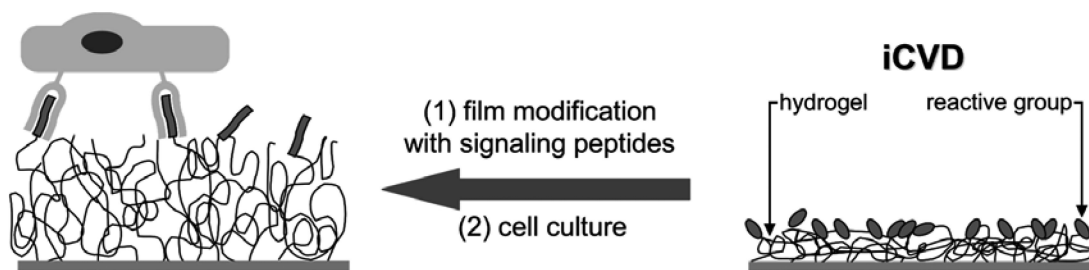 iCVD
hydrogel
reactive group
(1) film modification
with signaling peptides
(2) cell culture